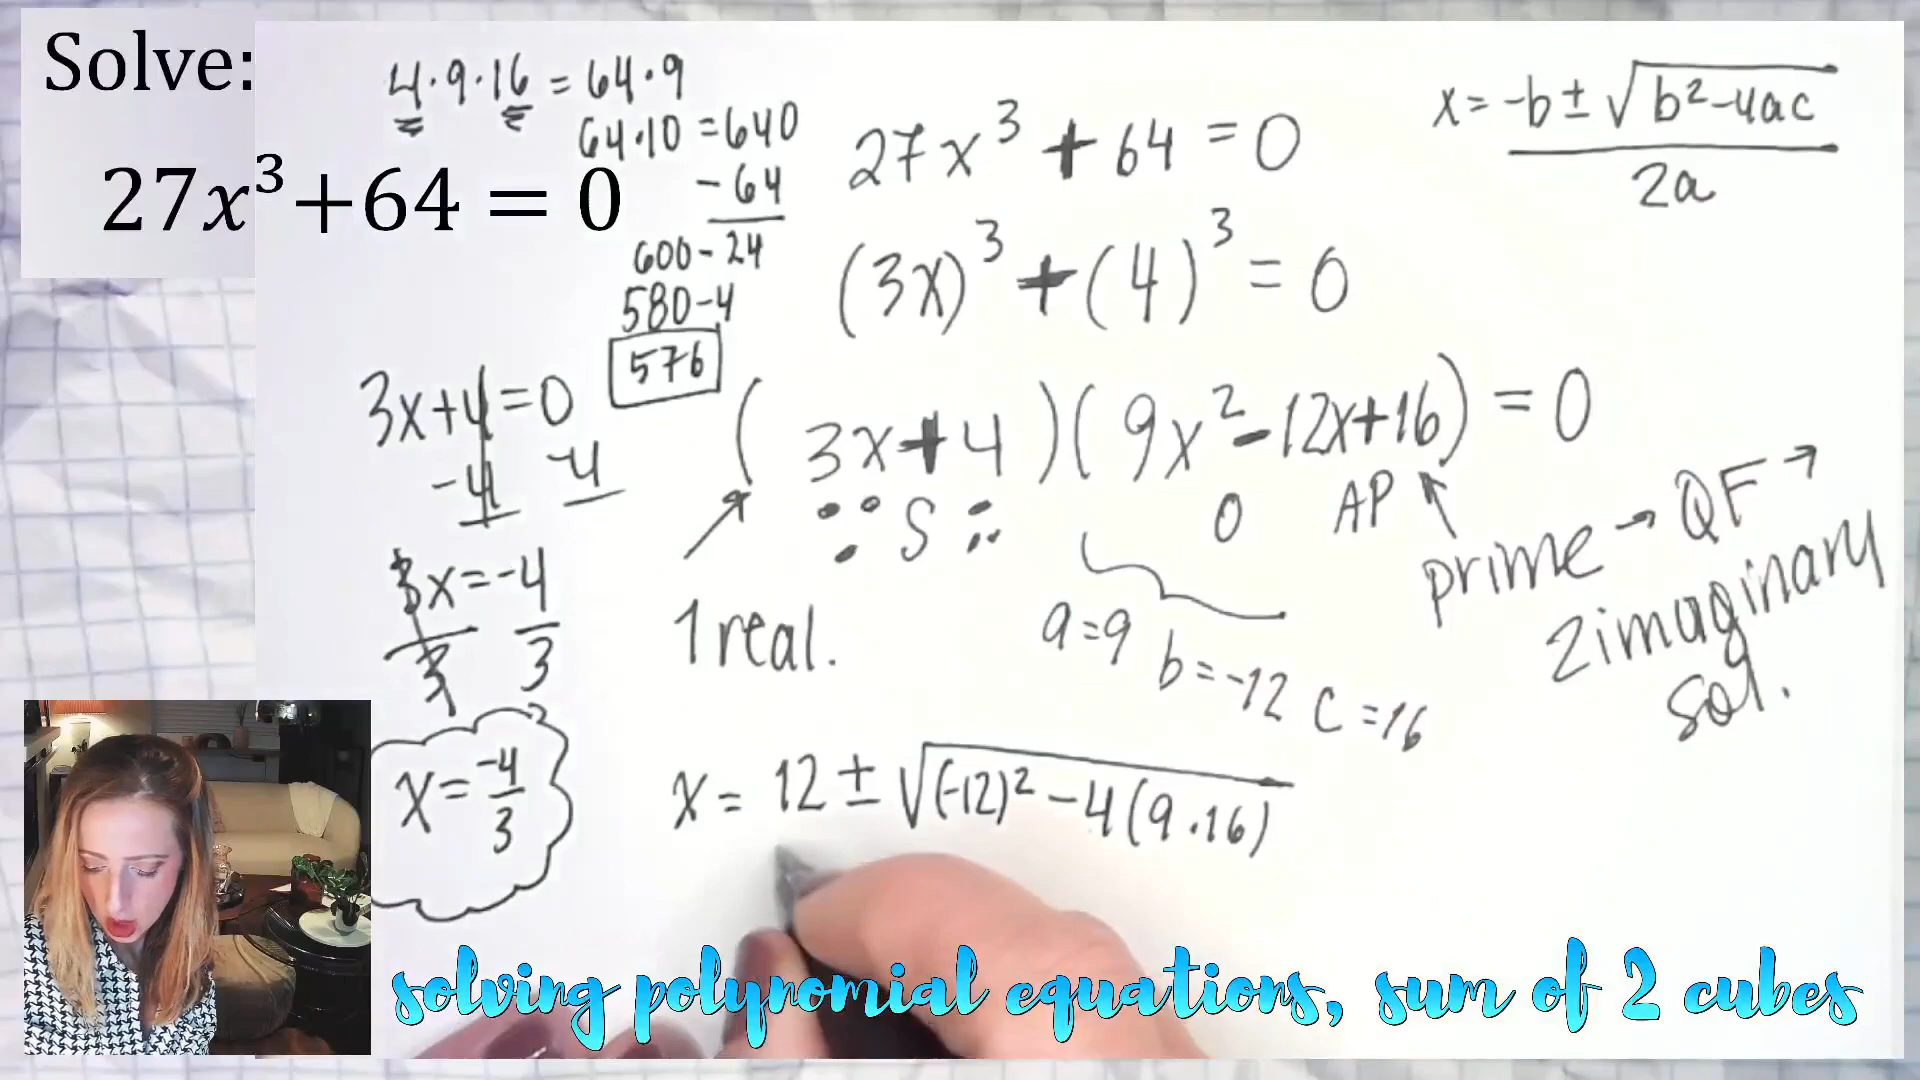 Solve:
27x³+64 = 0
4·9·16 = 64·9
64·10 = 640
- 64
600 - 24
580 - 4
576
27x³ + 64 = 0
x = -b ± √b² - 4ac
2a
(3x)³ + (4)³ = 0
(3x+4)(9x² - 12x + 16) = 0
S O AP
prime → QF →
2 imaginary
sol.
1 real.
a = 9 b = -12 c = 16
3x + 4 = 0
-4 -4
3x = -4
3 3
x = -4
3
x = 12 ± √(-12)² - 4(9·16)
solving polynomial equations, sum of 2 cubes